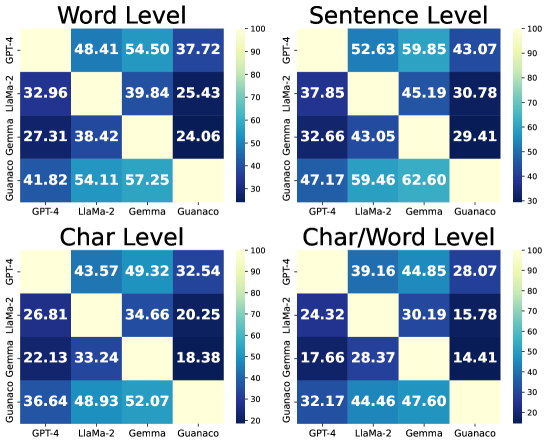 Word Level
Sentence Level
GPT-4 48.41 54.50 37.72
LlaMa-2 32.96 39.84 25.43
Gemma 27.31 38.42 24.06
Guanaco 41.82 54.11 57.25
GPT-4 LlaMa-2 Gemma Guanaco
100
90
80
70
60
50
40
30
GPT-4 52.63 59.85 43.07
LlaMa-2 37.85 45.19 30.78
Gemma 32.66 43.05 29.41
Guanaco 47.17 59.46 62.60
GPT-4 LlaMa-2 Gemma Guanaco
100
90
80
70
60
50
40
30
Char Level
Char/Word Level
GPT-4 43.57 49.32 32.54
LlaMa-2 26.81 34.66 20.25
Gemma 22.13 33.24 18.38
Guanaco 36.64 48.93 52.07
GPT-4 LlaMa-2 Gemma Guanaco
100
90
80
70
60
50
40
30
20
GPT-4 39.16 44.85 28.07
LlaMa-2 24.32 30.19 15.78
Gemma 17.66 28.37 14.41
Guanaco 32.17 44.46 47.60
GPT-4 LlaMa-2 Gemma Guanaco
100
90
80
70
60
50
40
30
20